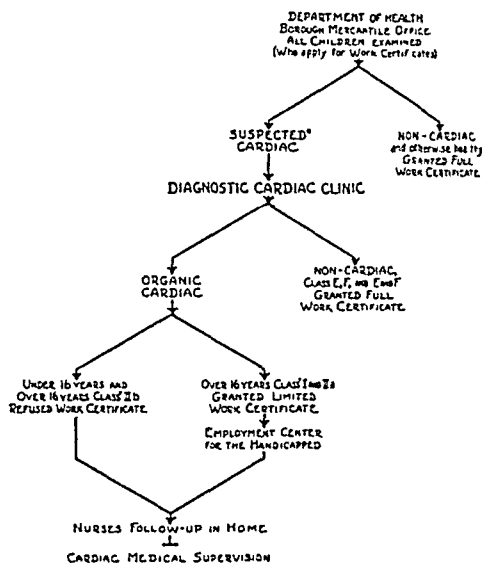 DEPARTMENT OF HEALTH
BOROUGH MERCANTILE OFFICE
ALL CHILDREN EXAMINED
(Who apply for Work Certificates)
SUSPECTED*
CARDIAC
NON-CARDIAC
and otherwise healthy
GRANTED FULL
WORK CERTIFICATE
DIAGNOSTIC CARDIAC CLINIC
ORGANIC
CARDIAC
NON-CARDIAC,
CLASS E, F, AND E AND F
GRANTED FULL
WORK CERTIFICATE
UNDER 16 YEARS AND
OVER 16 YEARS CLASS IIb
REFUSED WORK CERTIFICATE
OVER 16 YEARS CLASS I AND IIa
GRANTED LIMITED
WORK CERTIFICATE
EMPLOYMENT CENTER
FOR THE HANDICAPPED
NURSES FOLLOW-UP IN HOME
CARDIAC MEDICAL SUPERVISION